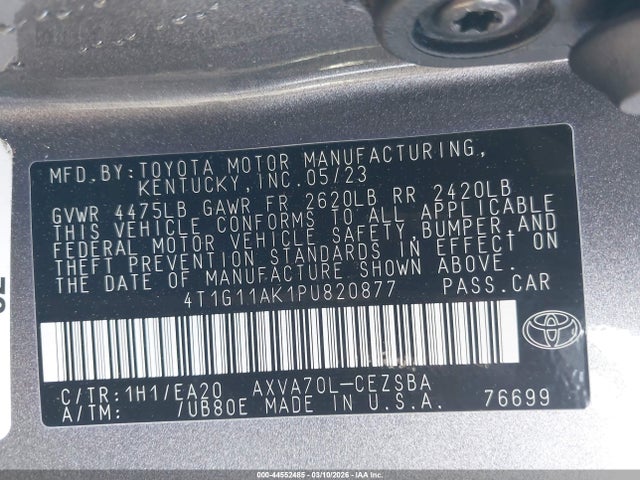 MFD.BY:TOYOTA MOTOR MANUFACTURING,
KENTUCKY,INC.05/23
GVWR 4475LB GAWR FR 2620LB RR 2420LB
THIS VEHICLE CONFORMS TO ALL APPLICABLE
FEDERAL MOTOR VEHICLE SAFETY,BUMPER,AND
THEFT PREVENTION STANDARDS IN EFFECT ON
THE DATE OF MANUFACTURE SHOWN ABOVE.
4T1G11AK1PU820877 PASS.CAR
C/TR:1H1/EA20 AXVA70L-CEZSBA
A/TM: /UB80E MADE IN U.S.A. 76699
000-44552485 - 03/10/2026 - IAA, Inc.